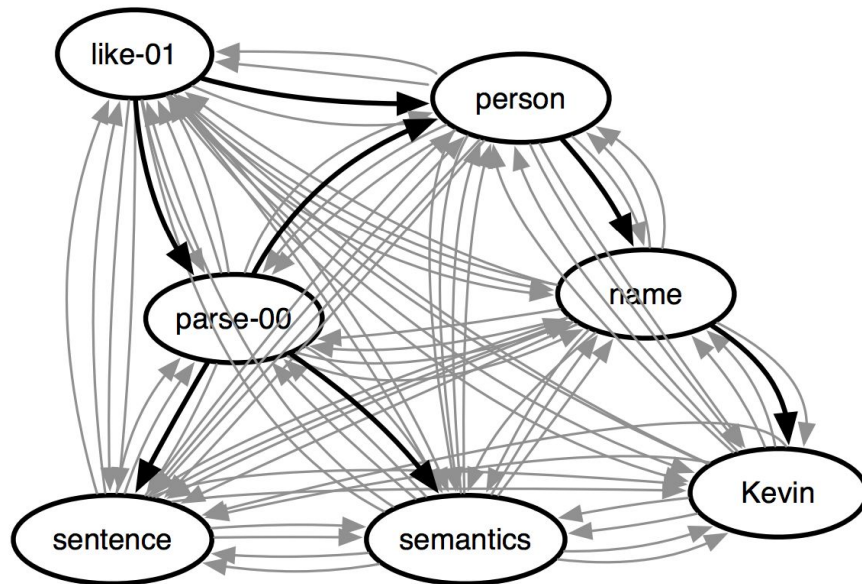 like-01
person
name
parse-00
Kevin
sentence
semantics